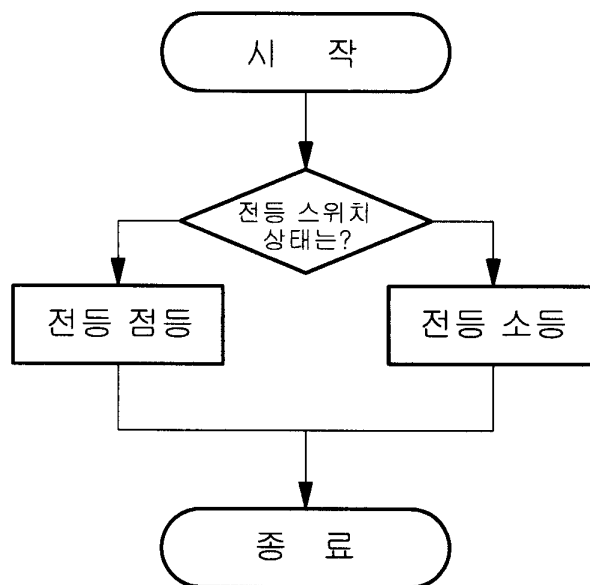 시 작
전등 스위치
상태는?
전등 점등
전등 소등
종 료